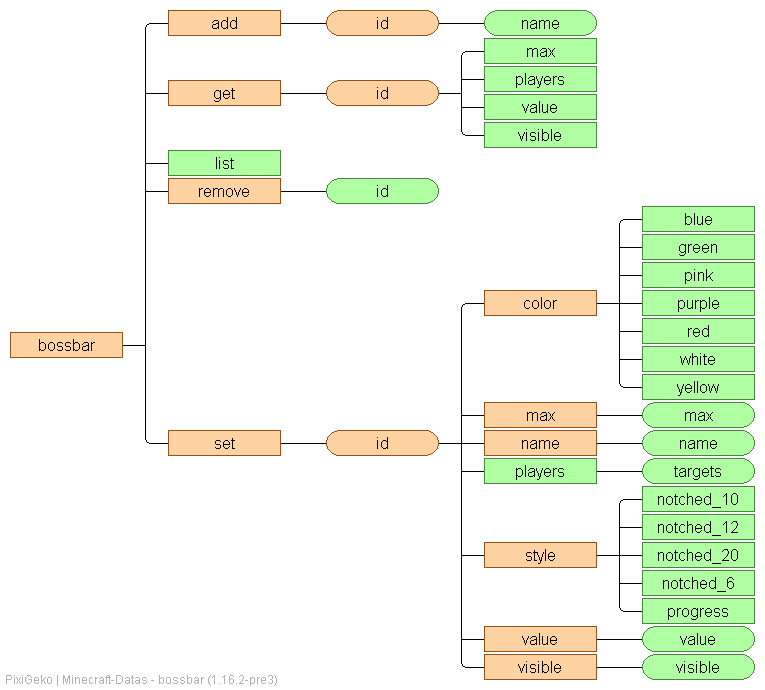 add id name
max
get id players
value
visible
list
remove id
bossbar
set id
color blue
green
pink
purple
red
white
yellow
max max
name name
players targets
style notched_10
notched_12
notched_20
notched_6
progress
value value
visible visible
PixiGeko | Minecraft-Datas - bossbar (1.16.2-pre3)